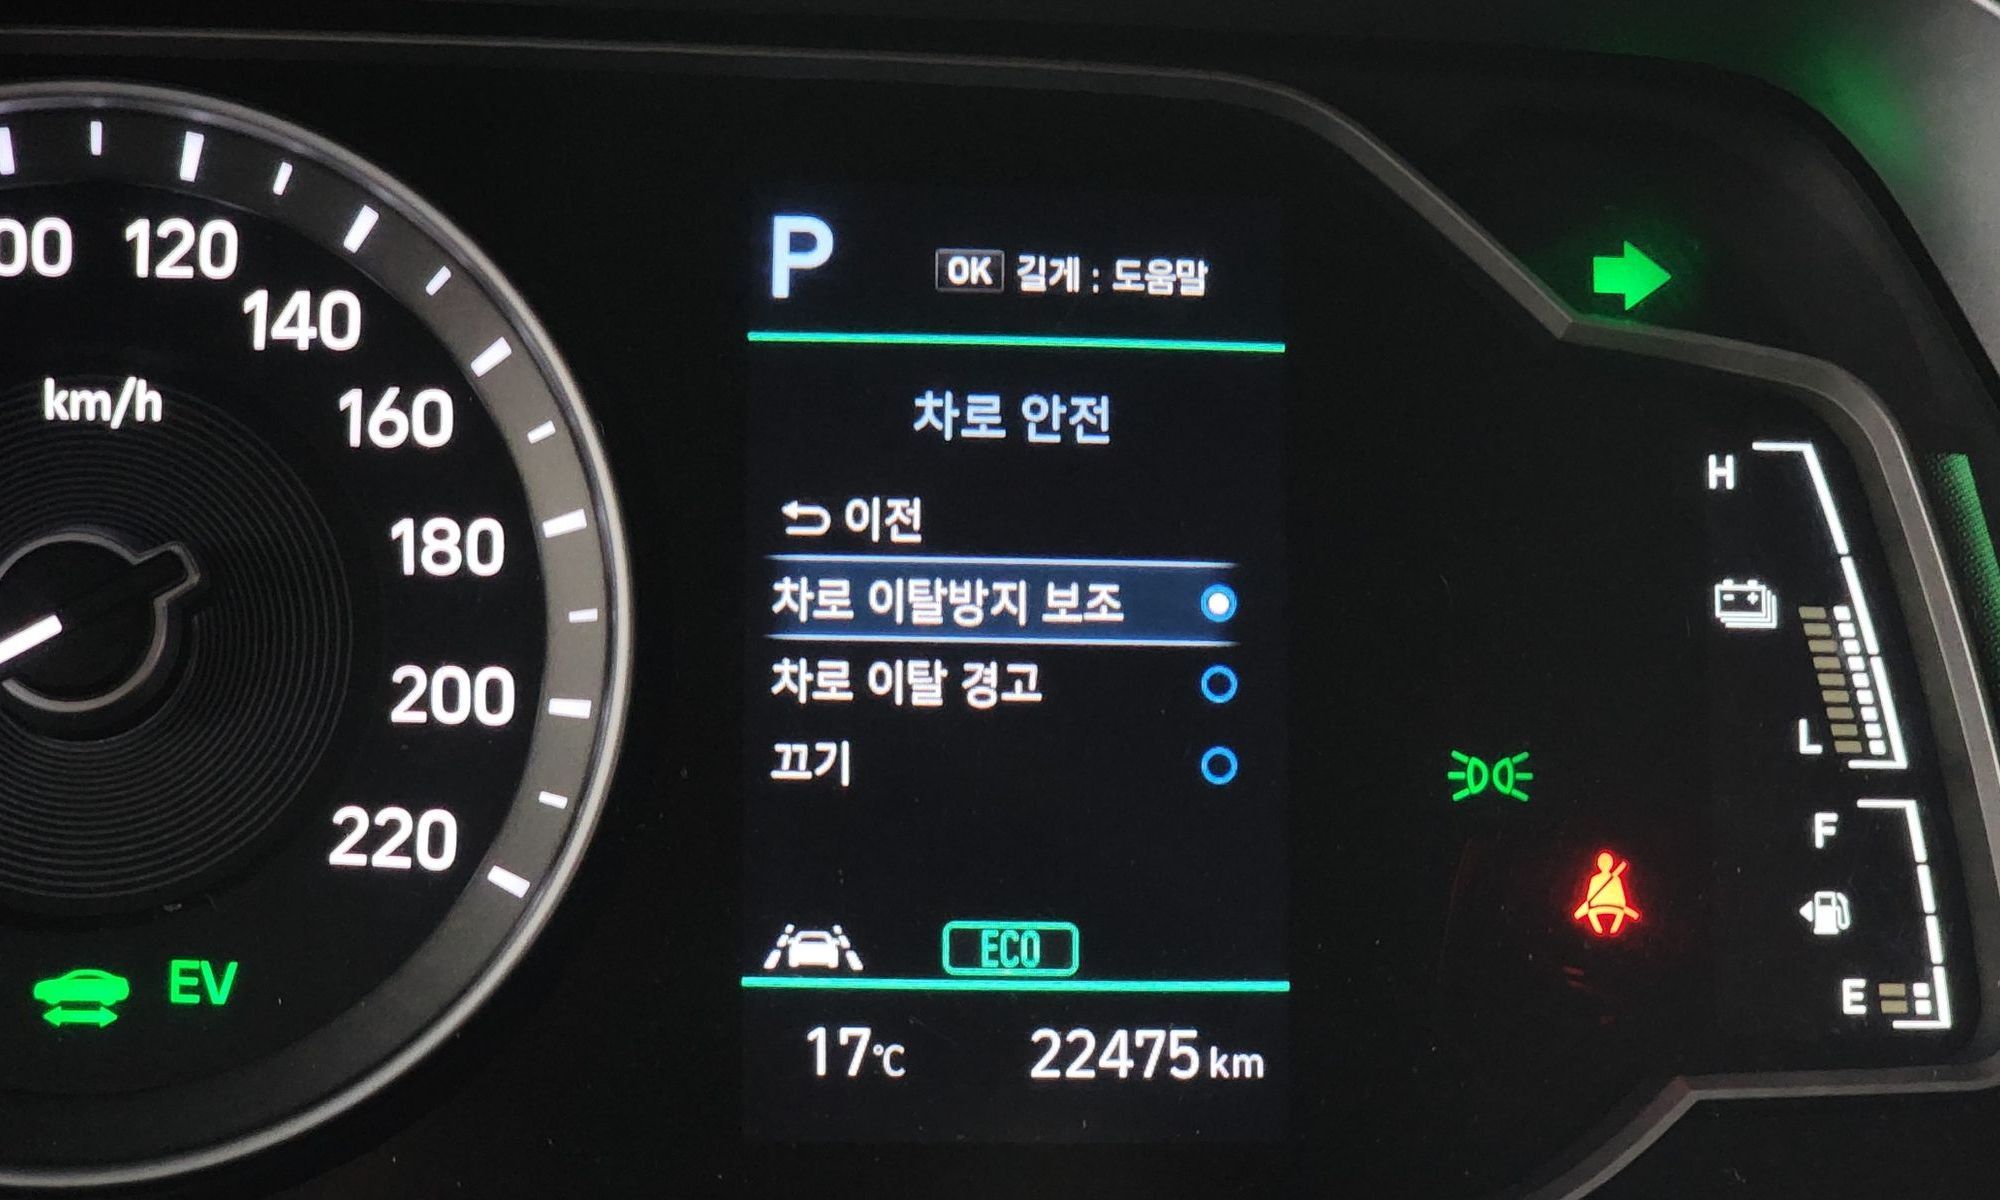 120
140
km/h
160
180
200
220
EV
P
OK 길게 : 도움말
차로 안전
이전
차로 이탈방지 보조
차로 이탈 경고
끄기
ECO
17℃ 22475 km
H
L
F
E